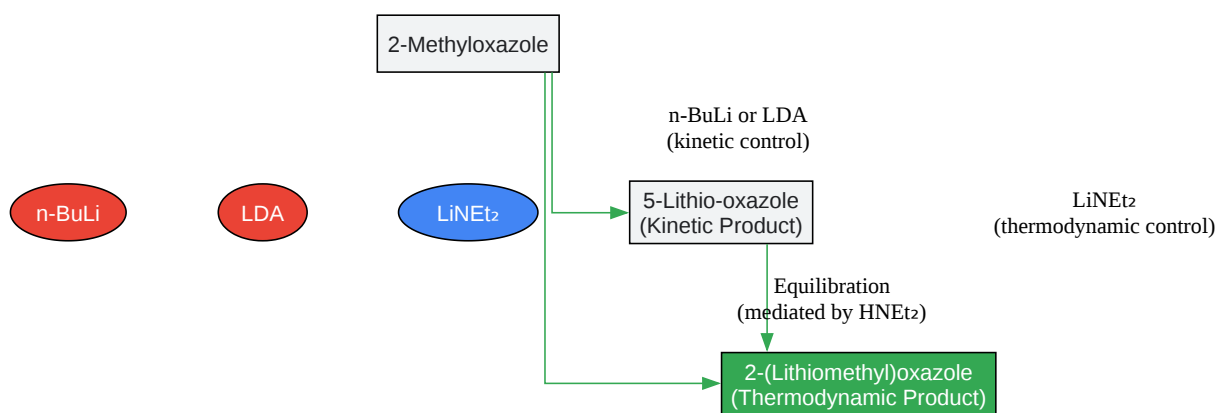 2-Methyloxazole
n-BuLi or LDA
(kinetic control)
n-BuLi
LDA
LiNEt₂
5-Lithio-oxazole
(Kinetic Product)
LiNEt₂
(thermodynamic control)
Equilibration
(mediated by HNEt₂)
2-(Lithiomethyl)oxazole
(Thermodynamic Product)